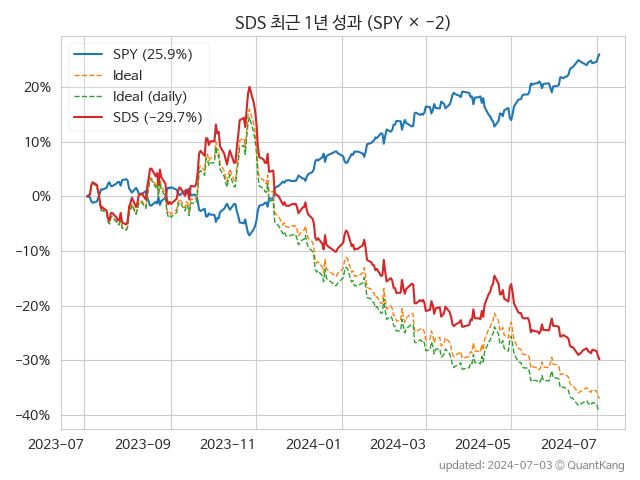 SDS 최근 1년 성과 (SPY × −2)
SPY (25.9%)
Ideal
Ideal (daily)
SDS (−29.7%)
20%
10%
0%
−10%
−20%
−30%
−40%
2023-07
2023-09
2023-11
2024-01
2024-03
2024-05
2024-07
updated: 2024-07-03 © QuantKang